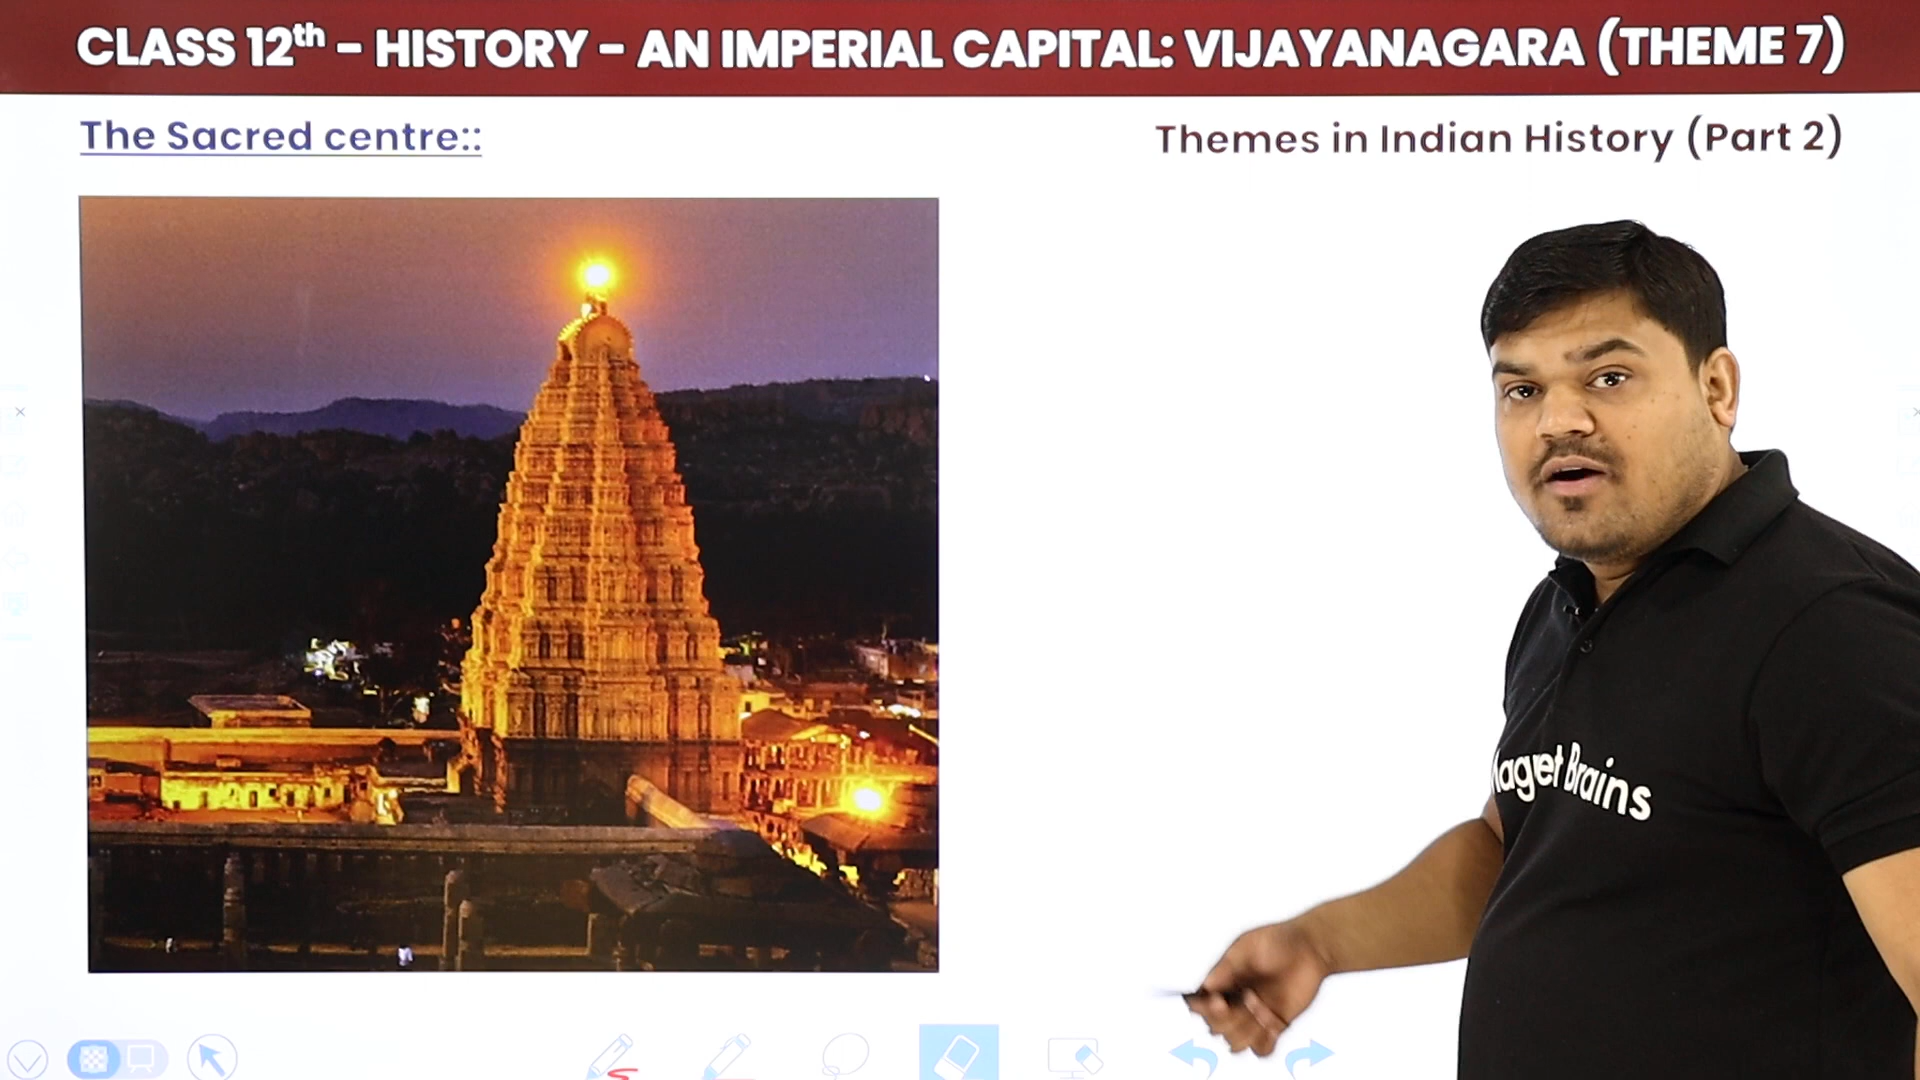 CLASS 12th - HISTORY - AN IMPERIAL CAPITAL: VIJAYANAGARA (THEME 7)
The Sacred centre::
Themes in Indian History (Part 2)
Magnet Brains